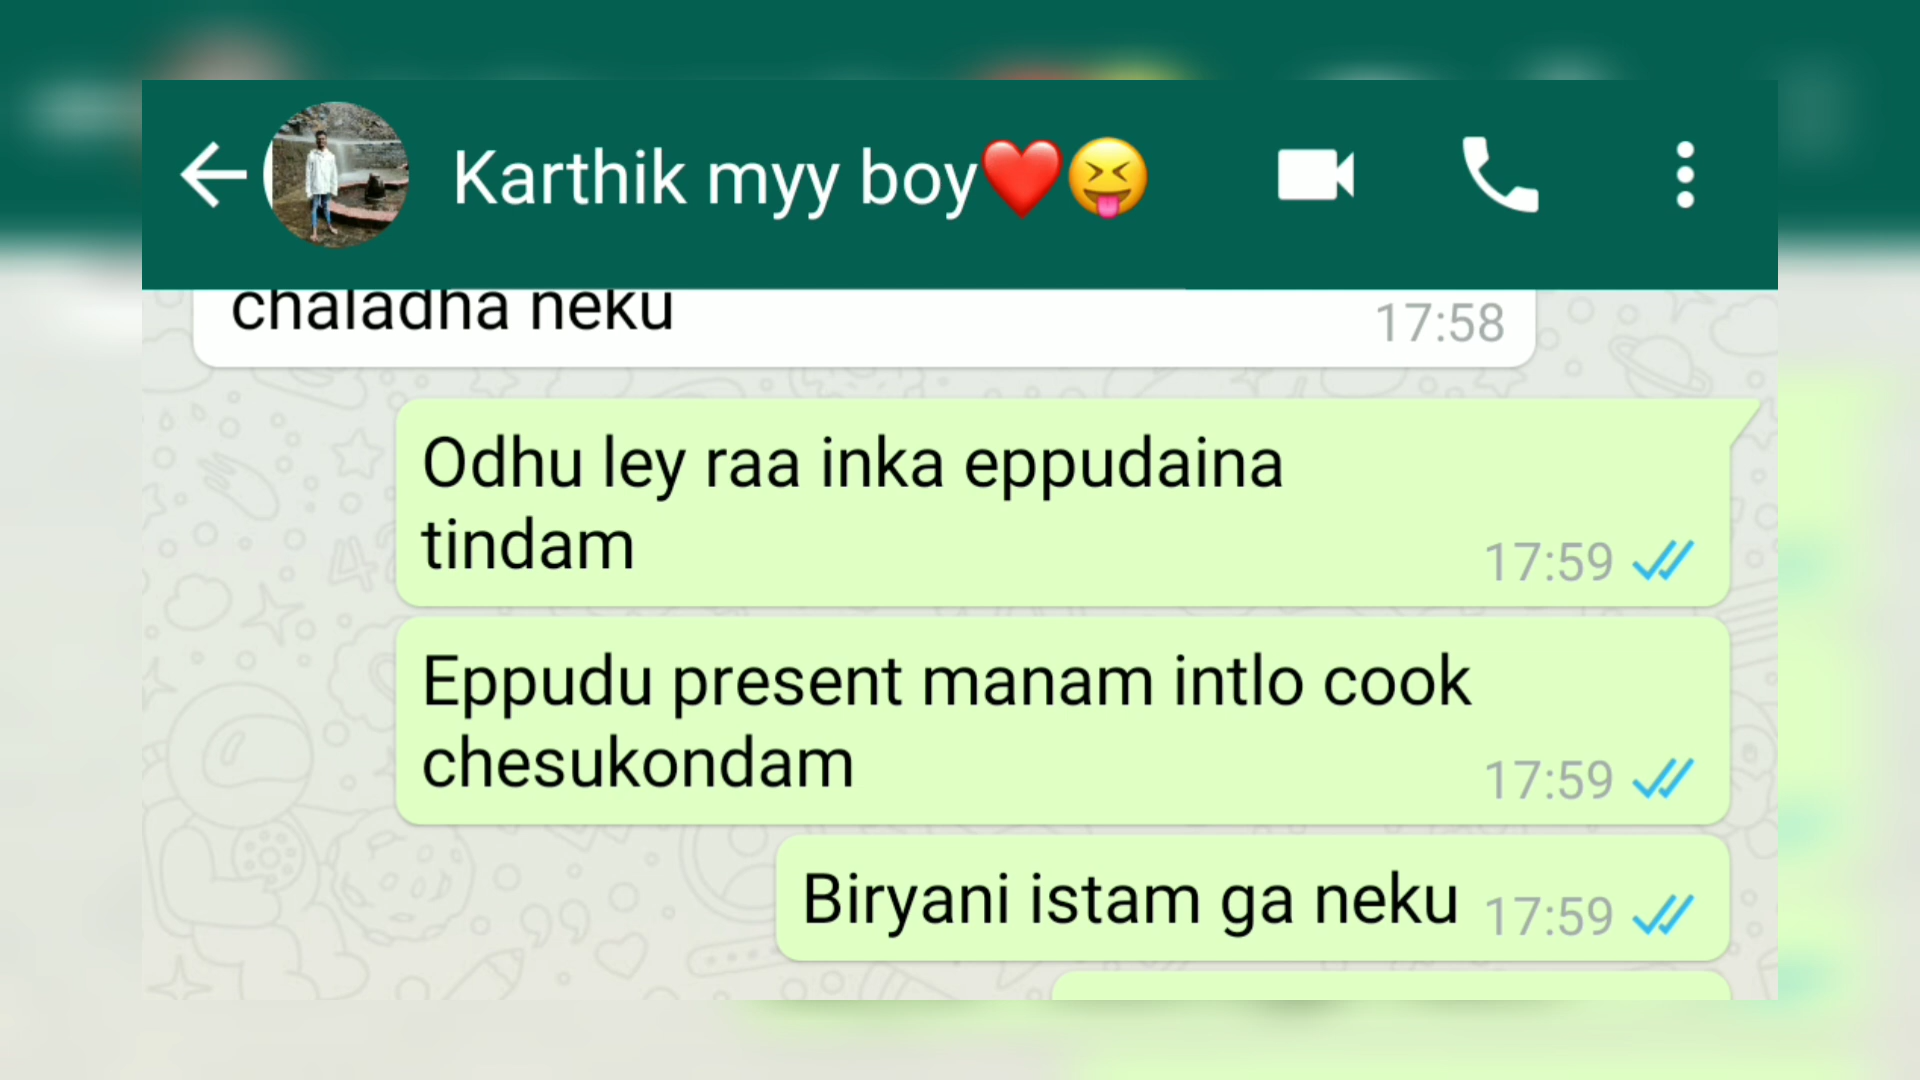 Karthik myy boy❤️😝
chaladha neku
17:58
Odhu ley raa inka eppudaina
tindam
17:59
Eppudu present manam intlo cook
chesukondam
17:59
Biryani istam ga neku 17:59